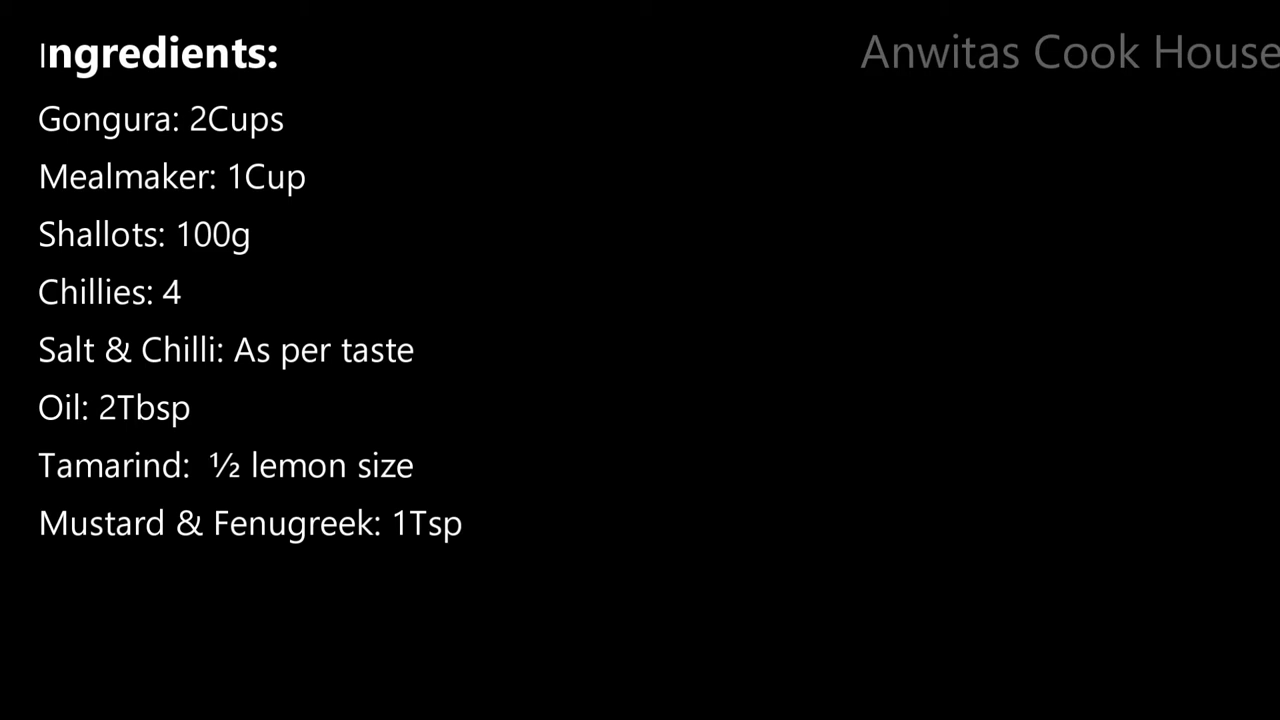 Ingredients:
Anwitas Cook House
Gongura: 2Cups
Mealmaker: 1Cup
Shallots: 100g
Chillies: 4
Salt & Chilli: As per taste
Oil: 2Tbsp
Tamarind:  ½ lemon size
Mustard & Fenugreek: 1Tsp